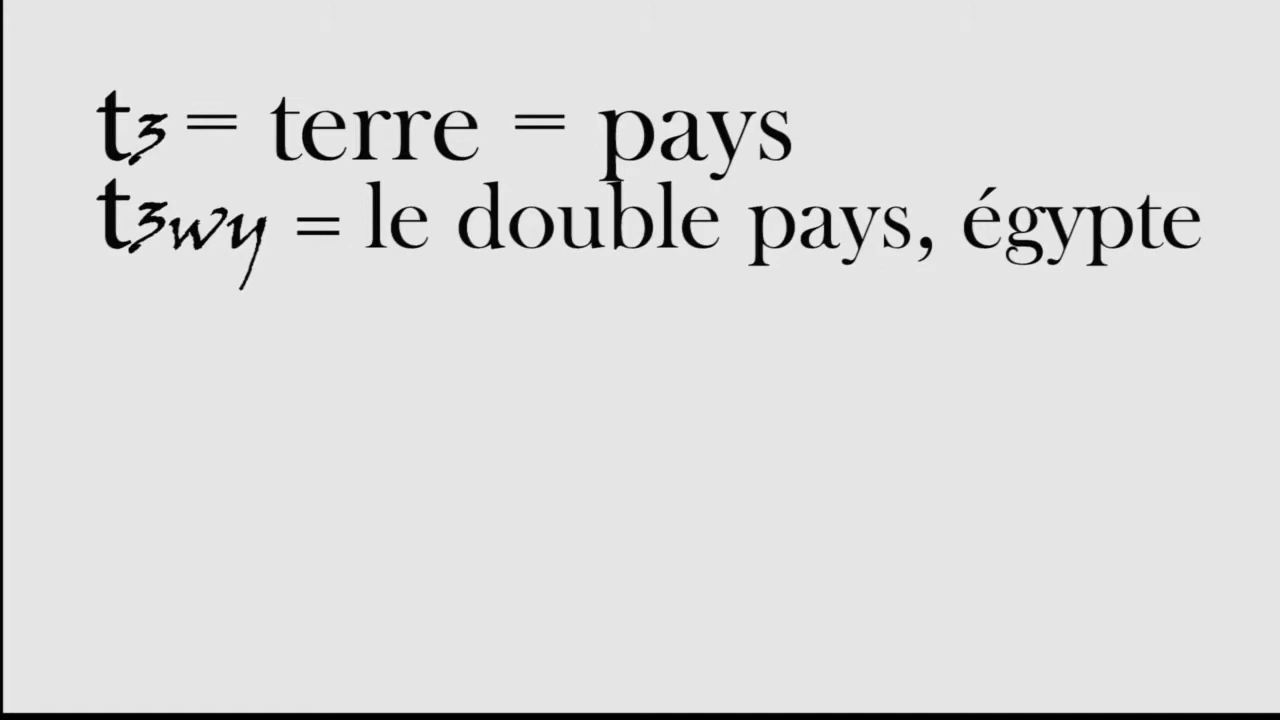 tꜣ = terre = pays
tꜣwy = le double pays, égypte